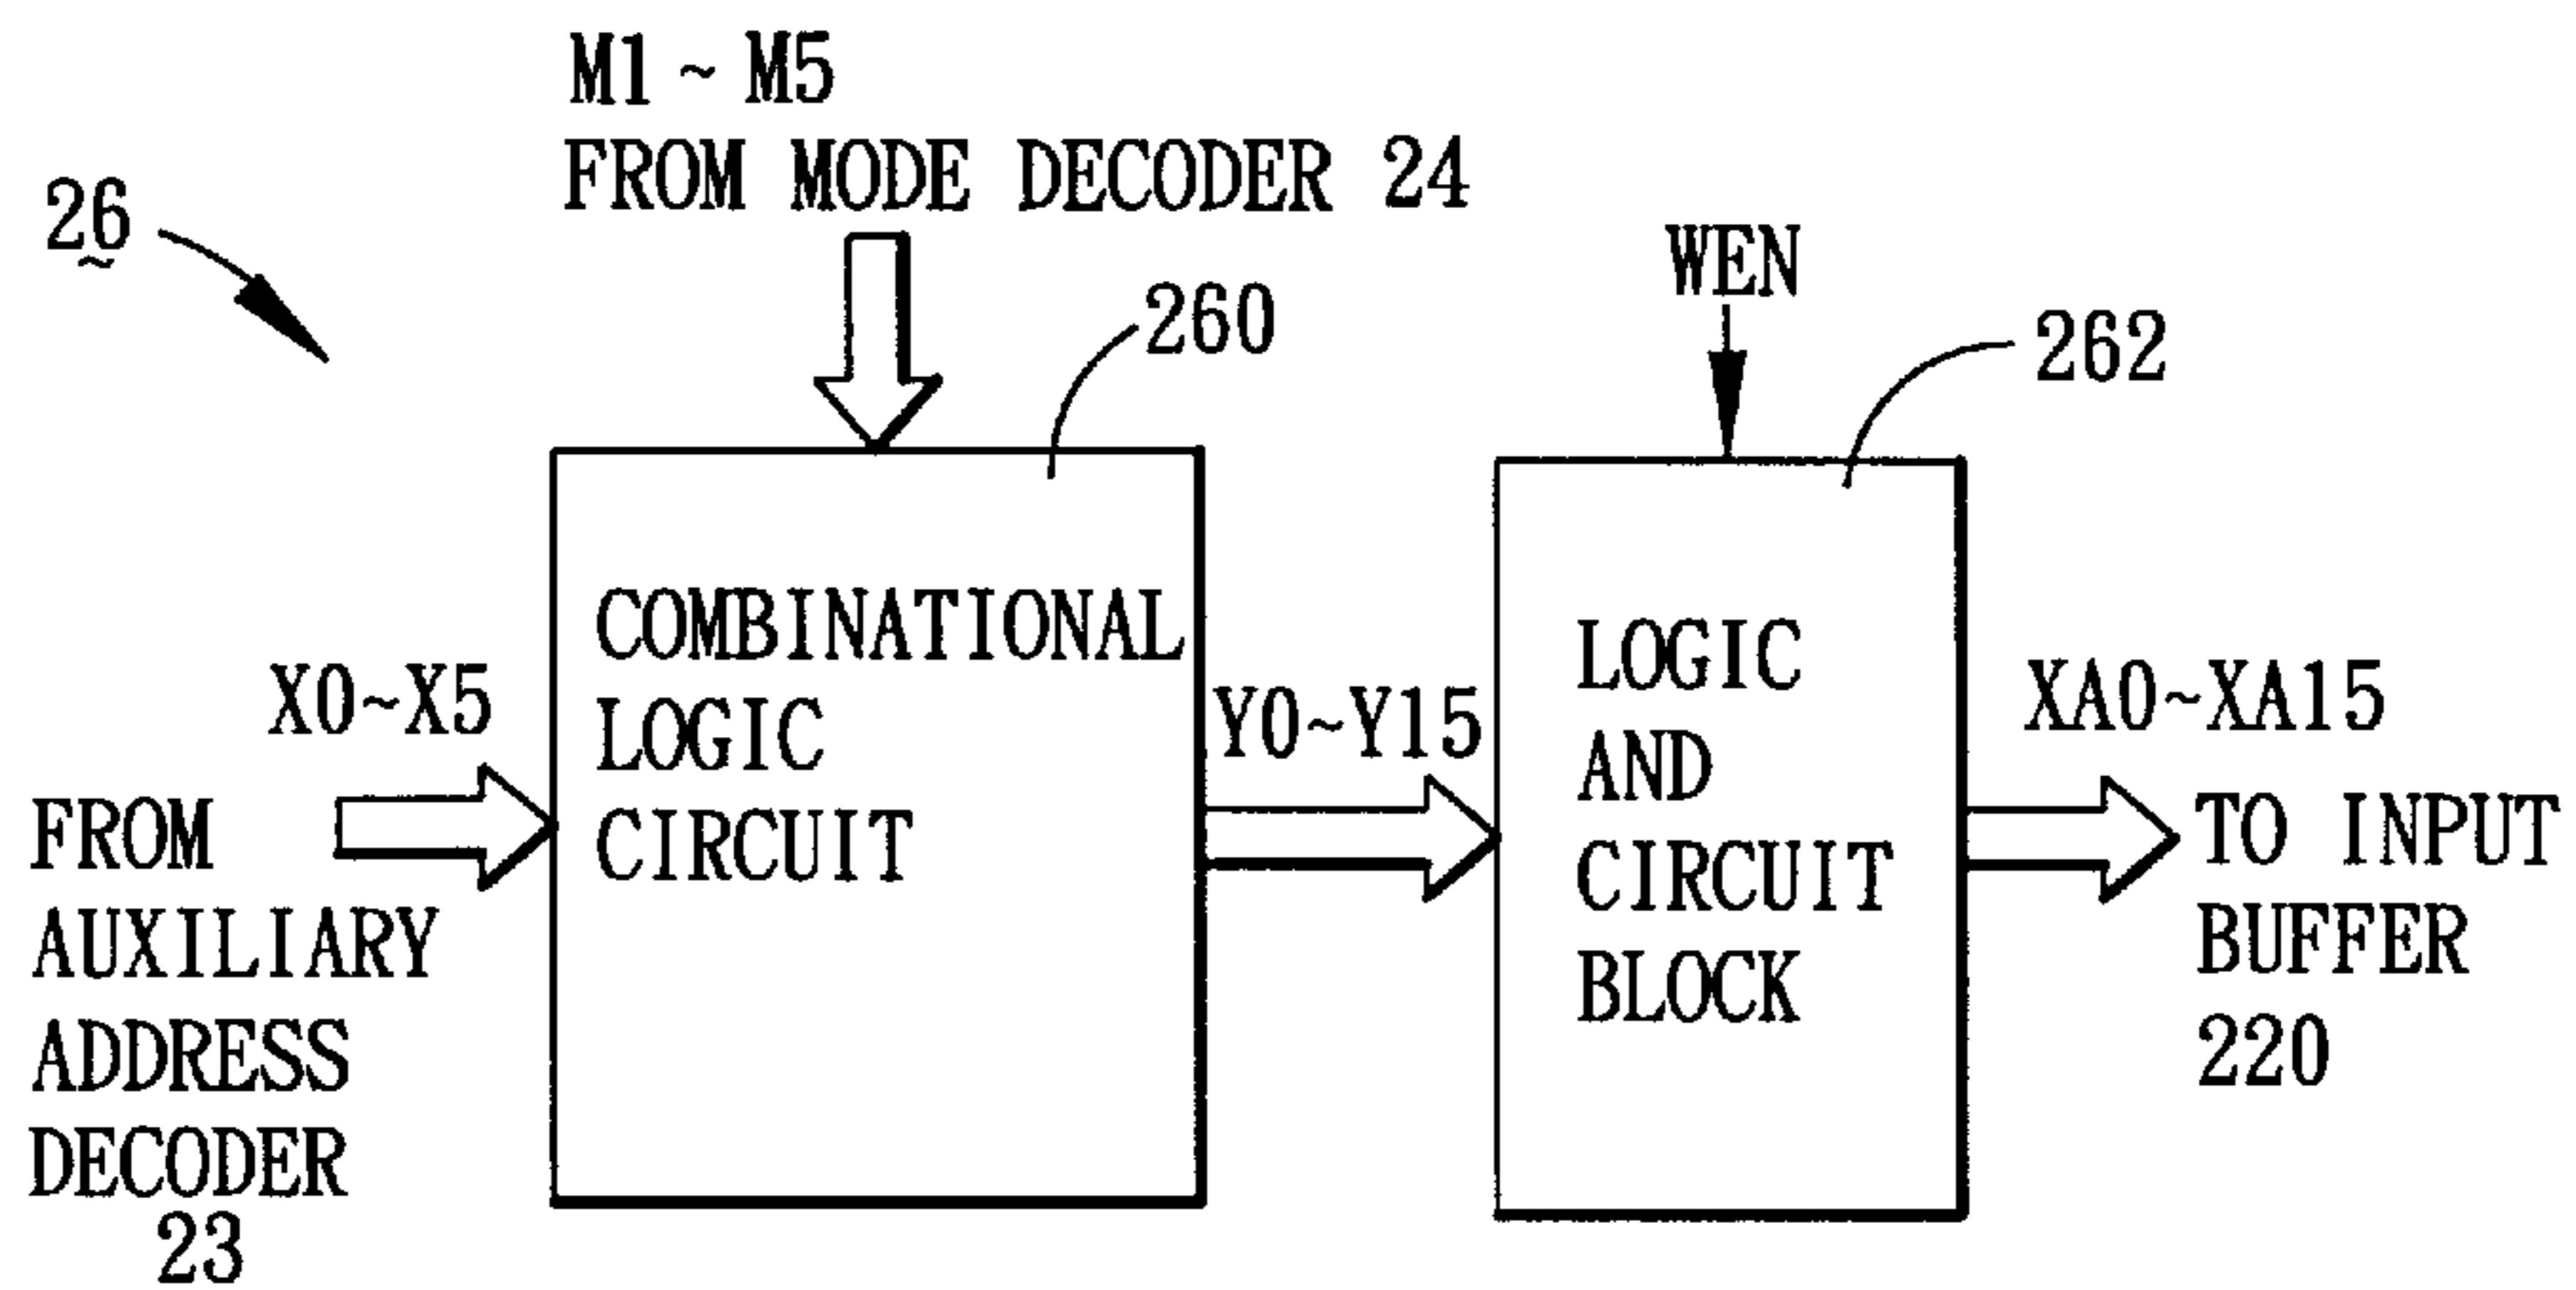 M1 ~ M5
FROM MODE DECODER 24
26
260
WEN
262
X0~X5
FROM
AUXILIARY
ADDRESS
DECODER
23
COMBINATIONAL
LOGIC
CIRCUIT
Y0~Y15
LOGIC
AND
CIRCUIT
BLOCK
XA0~XA15
TO INPUT
BUFFER
220